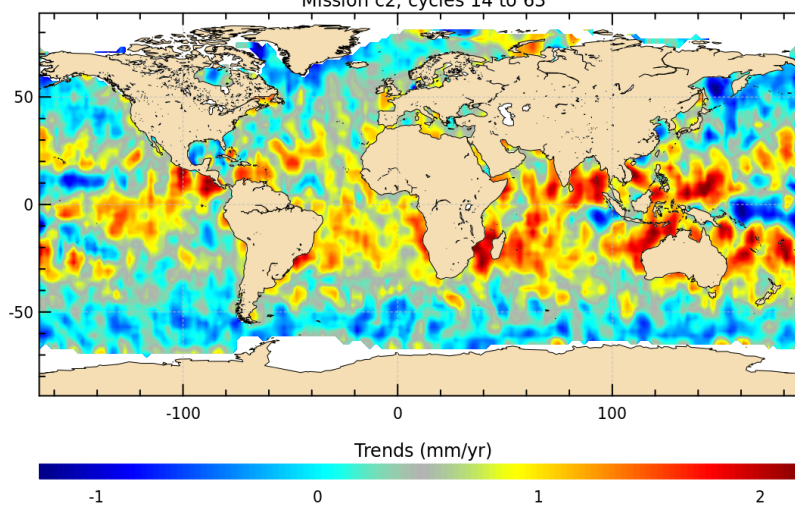 Mission c2, cycles 14 to 63
50
0
-50
-100 0 100
Trends (mm/yr)
-1 0 1 2